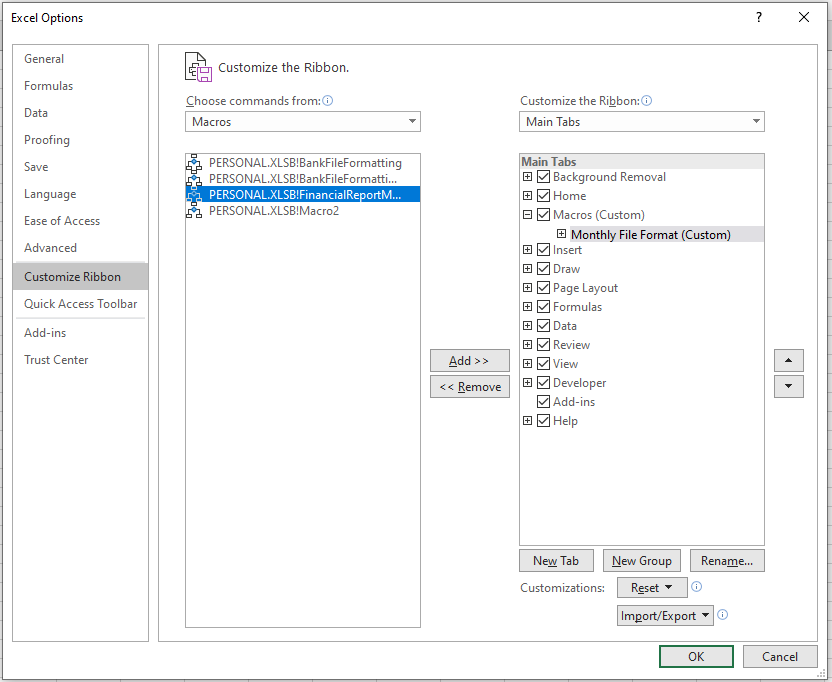 Excel Options
?
General
Formulas
Data
Proofing
Save
Language
Ease of Access
Advanced
Customize Ribbon
Quick Access Toolbar
Add-ins
Trust Center
Customize the Ribbon.
Choose commands from:
Macros
PERSONAL.XLSB!BankFileFormatting
PERSONAL.XLSB!BankFileFormatti...
PERSONAL.XLSB!FinancialReportM...
PERSONAL.XLSB!Macro2
Add >>
<< Remove
Customize the Ribbon:
Main Tabs
Main Tabs
Background Removal
Home
Macros (Custom)
Monthly File Format (Custom)
Insert
Draw
Page Layout
Formulas
Data
Review
View
Developer
Add-ins
Help
New Tab New Group Rename...
Customizations: Reset
Import/Export
OK Cancel